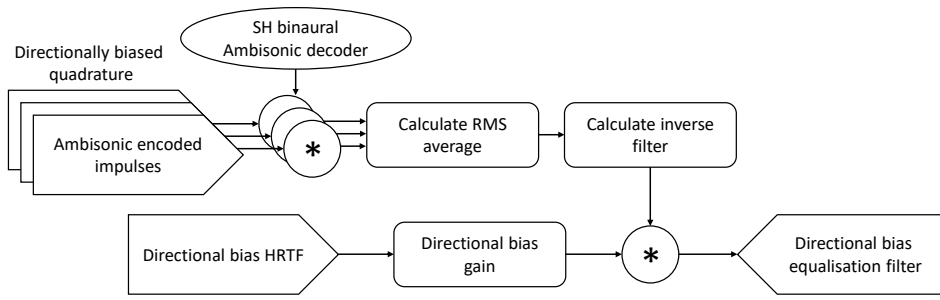 SH binaural
Ambisonic decoder
Directionally biased
quadrature
Ambisonic encoded
impulses
*
Calculate RMS
average
Calculate inverse
filter
Directional bias HRTF
Directional bias
gain
*
Directional bias
equalisation filter